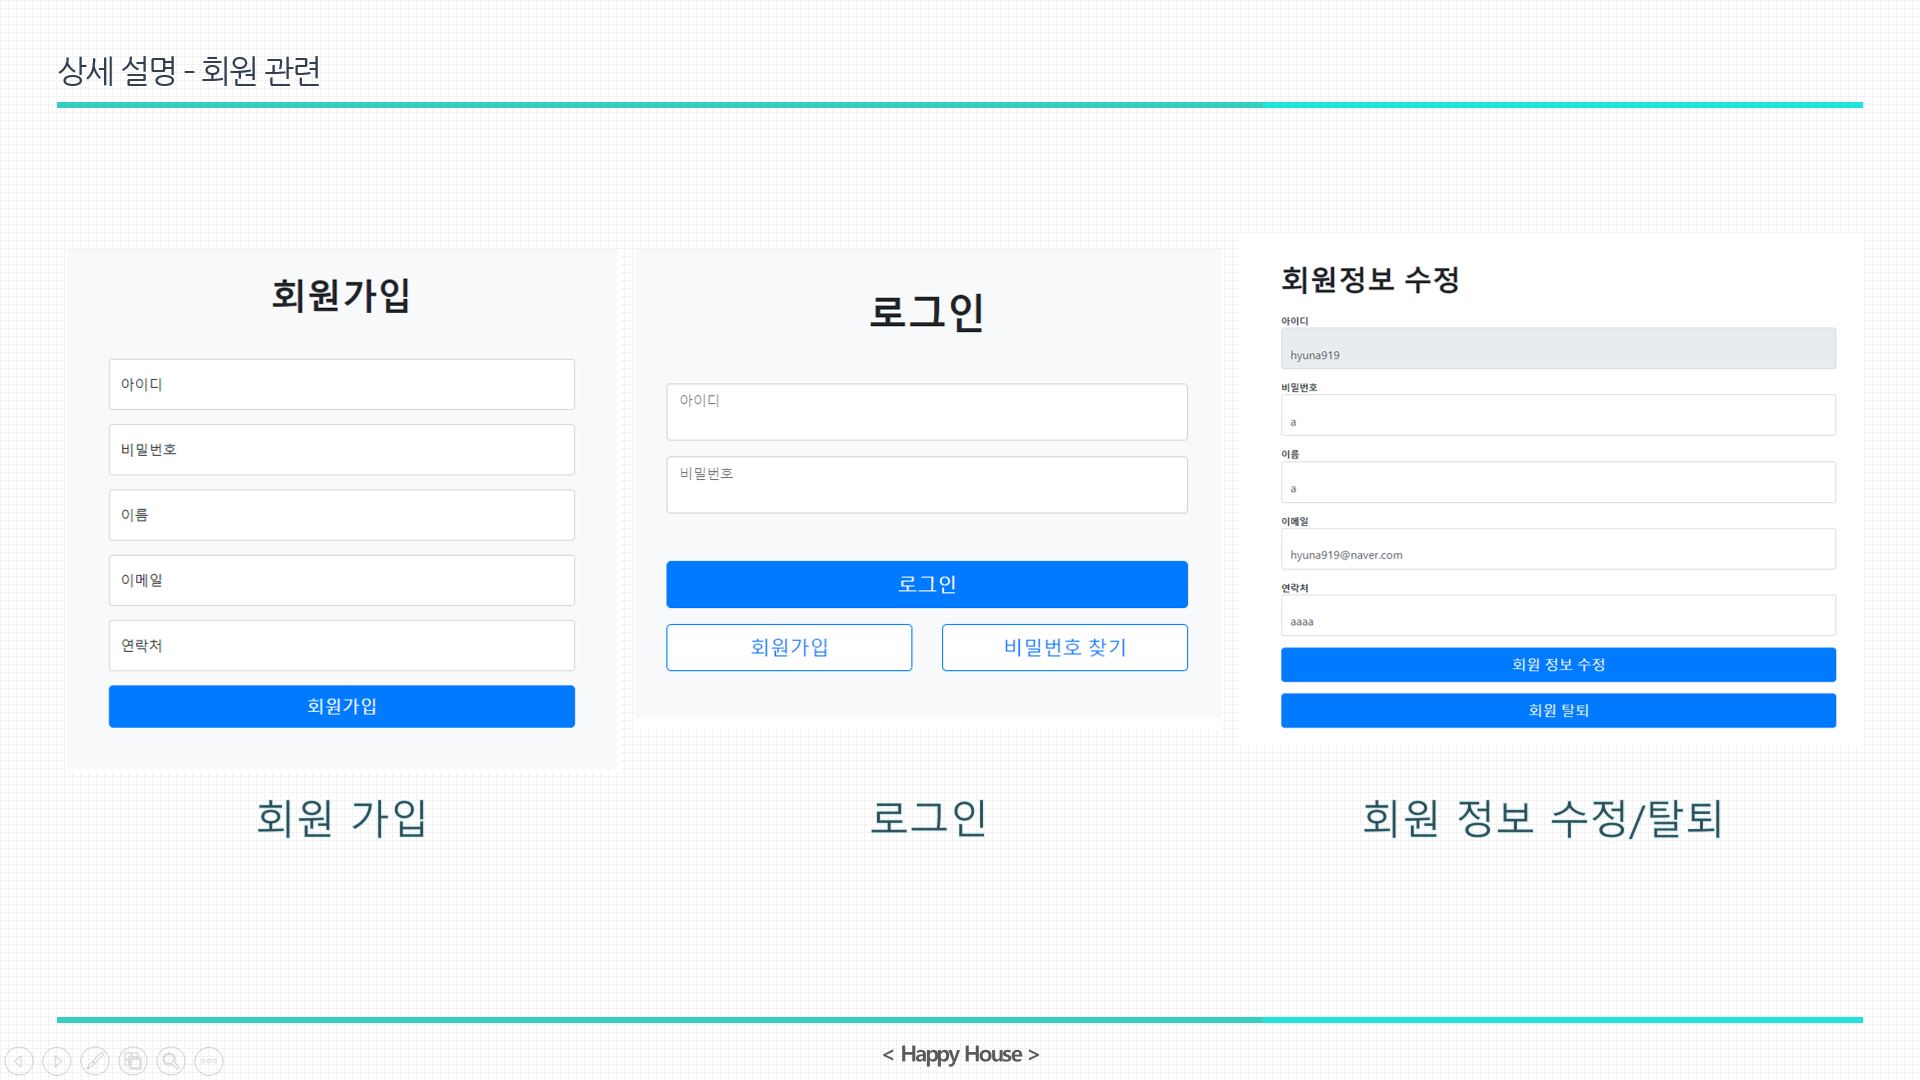 상세 설명 - 회원 관련
회원가입
아이디
비밀번호
이름
이메일
연락처
회원가입
회원 가입
로그인
아이디
비밀번호
로그인
회원가입
비밀번호 찾기
로그인
회원정보 수정
아이디
hyuna919
비밀번호
a
이름
a
이메일
hyuna919@naver.com
연락처
aaaa
회원 정보 수정
회원 탈퇴
회원 정보 수정/탈퇴
< Happy House >